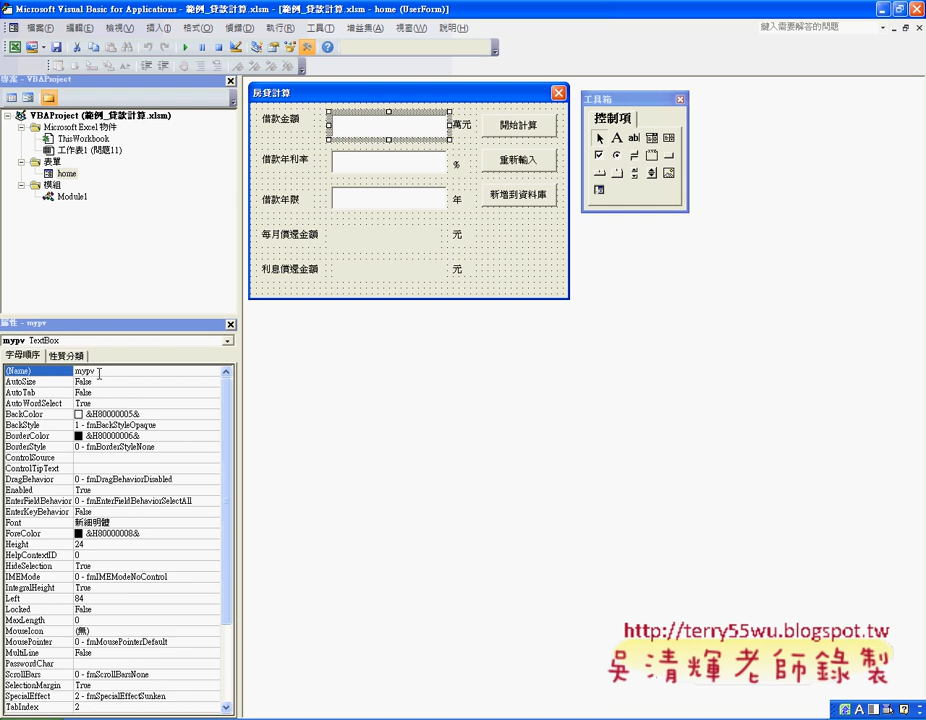 Microsoft Visual Basic for Applications - 範例_貸款計算.xlsm - [範例_貸款計算.xlsm - home (UserForm)]
檔案(F) 編輯(E) 檢視(V) 插入(I) 格式(O) 偵錯(D) 執行(R) 工具(T) 增益集(A) 視窗(W) 說明(H) 鍵入需要解答的問題
專案 - VBAProject
VBAProject (範例_貸款計算.xlsm)
Microsoft Excel 物件
ThisWorkbook
工作表1 (問題11)
表單
home
模組
Module1
屬性 - mypv
mypv TextBox
字母順序 性質分類
(Name) mypv
AutoSize False
AutoTab False
AutoWordSelect True
BackColor &H80000005&
BackStyle 1 - fmBackStyleOpaque
BorderColor &H80000006&
BorderStyle 0 - fmBorderStyleNone
ControlSource
ControlTipText
DragBehavior 0 - fmDragBehaviorDisabled
Enabled True
EnterFieldBehavior 0 - fmEnterFieldBehaviorSelectAll
EnterKeyBehavior False
Font 新細明體
ForeColor &H80000008&
Height 24
HelpContextID 0
HideSelection True
IMEMode 0 - fmIMEModeNoControl
IntegralHeight True
Left 84
Locked False
MaxLength 0
MouseIcon (無)
MousePointer 0 - fmMousePointerDefault
MultiLine False
PasswordChar
ScrollBars 0 - fmScrollBarsNone
SelectionMargin True
SpecialEffect 2 - fmSpecialEffectSunken
TabIndex 2
房貸計算
借款金額 萬元 開始計算
借款年利率 % 重新輸入
借款年限 年 新增到資料庫
每月償還金額 元
利息償還金額 元
工具箱
控制項
A ab|
http://terry55wu.blogspot.tw
吳清輝老師錄製
A